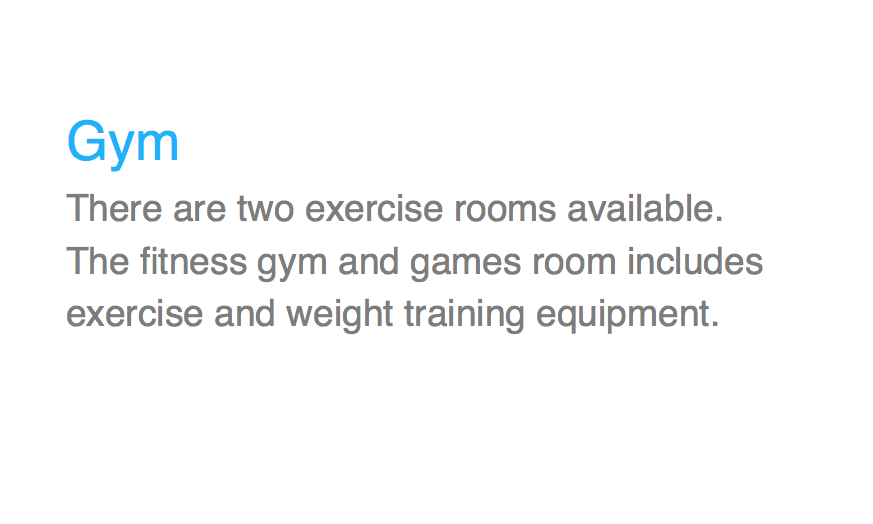 Gym
There are two exercise rooms available.
The fitness gym and games room includes
exercise and weight training equipment.